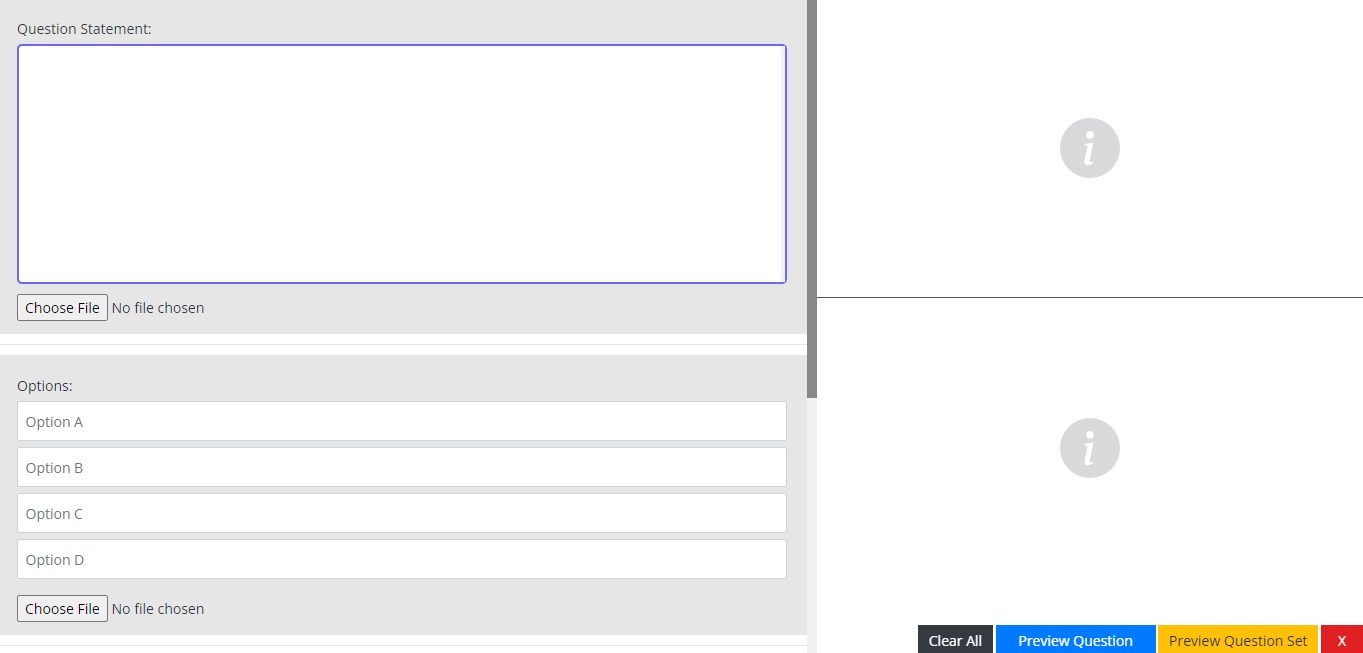 Question Statement:
Choose File No file chosen
Options:
Option A
Option B
Option C
Option D
Choose File No file chosen
i
i
Clear All Preview Question Preview Question Set X